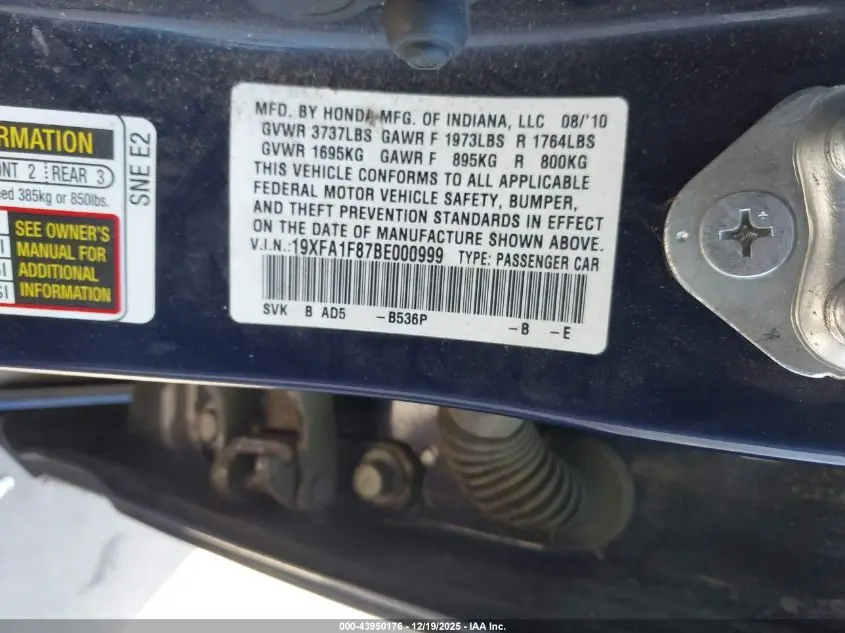 RMATION
NT 2 REAR 3
ed 385kg or 850lbs.
SEE OWNER'S
MANUAL FOR
ADDITIONAL
INFORMATION
SNE E2
MFD. BY HONDA MFG. OF INDIANA, LLC 08/'10
GVWR 3737LBS GAWR F 1973LBS R 1764LBS
GVWR 1695KG GAWR F 895KG R 800KG
THIS VEHICLE CONFORMS TO ALL APPLICABLE
FEDERAL MOTOR VEHICLE SAFETY, BUMPER,
AND THEFT PREVENTION STANDARDS IN EFFECT
ON THE DATE OF MANUFACTURE SHOWN ABOVE.
V.I.N.:19XFA1F87BE000999 TYPE: PASSENGER CAR
SVK B AD5 -B536P -B -E
000-43950176 - 12/19/2025 - IAA Inc.